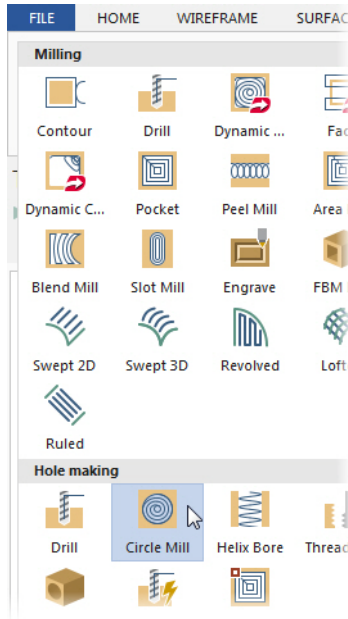 FILE HOME WIREFRAME SURFAC
Milling
Contour Drill Dynamic ... Fac
Dynamic C... Pocket Peel Mill Area
Blend Mill Slot Mill Engrave FBM
Swept 2D Swept 3D Revolved Loft
Ruled
Hole making
Drill Circle Mill Helix Bore Threac